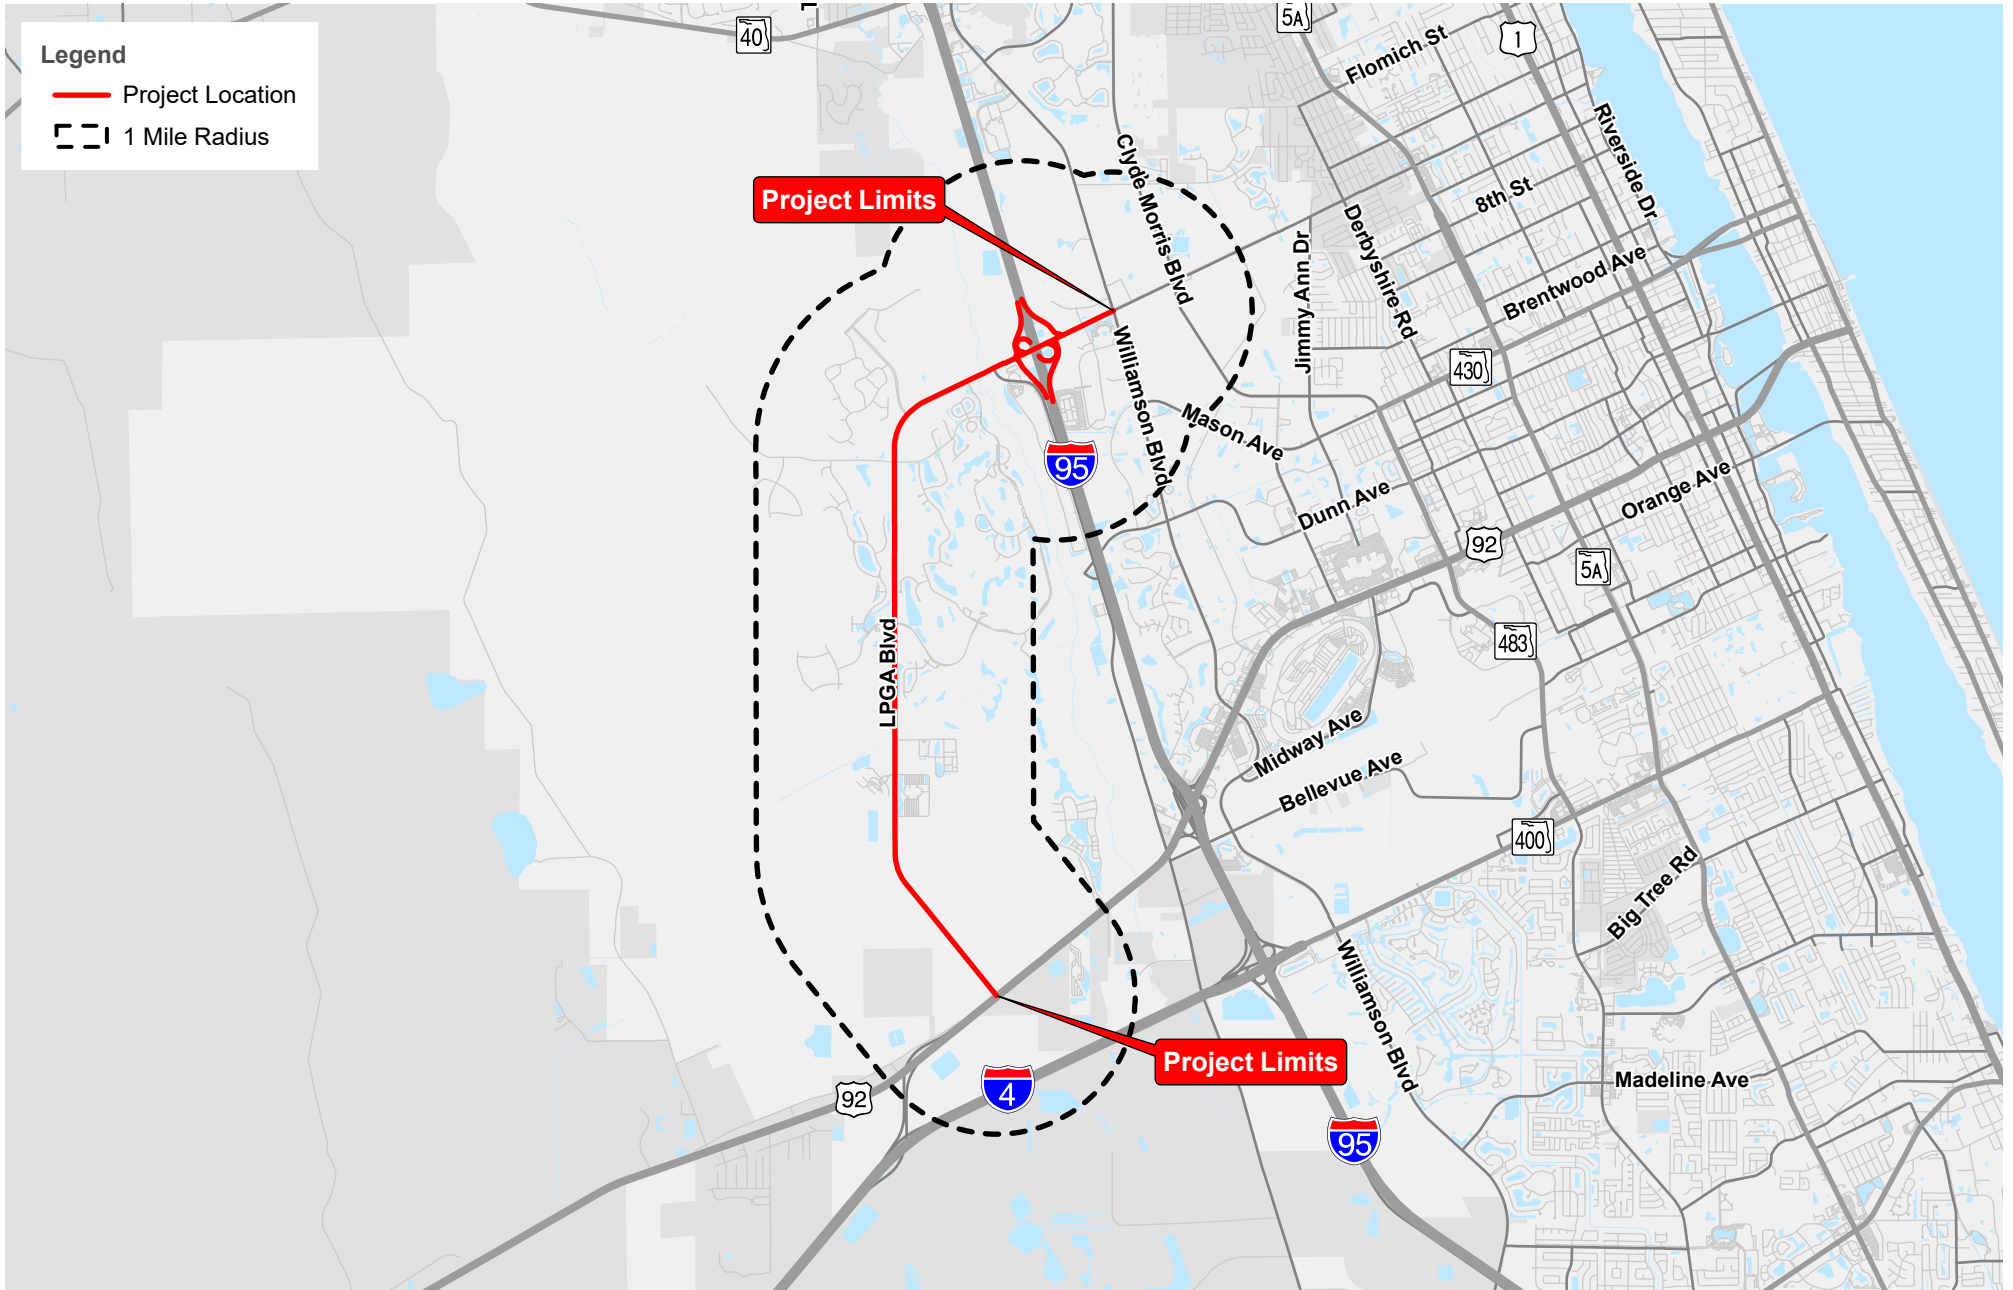 Legend
Project Location
1 Mile Radius
40
5A
1
Flomich St
Riverside Dr
Clyde Morris Blvd
8th St
Project Limits
Derbyshire Rd
Jimmy Ann Dr
Brentwood Ave
Williamson Blvd
430
Mason Ave
95
Orange Ave
Dunn Ave
92
5A
LPGA Blvd
483
Midway Ave
Bellevue Ave
400
Big Tree Rd
Williamson Blvd
Project Limits
4
92
Madeline Ave
95